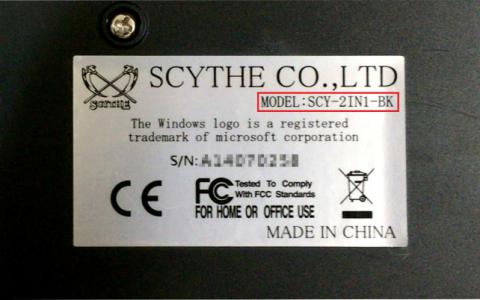 SCYTHE CO.,LTD
MODEL:SCY-2IN1-BK
The Windows logo is a registered
trademark of microsoft corporation
S/N:
CE
FC Tested To Comply
With FCC Standards
FOR HOME OR OFFICE USE
MADE IN CHINA